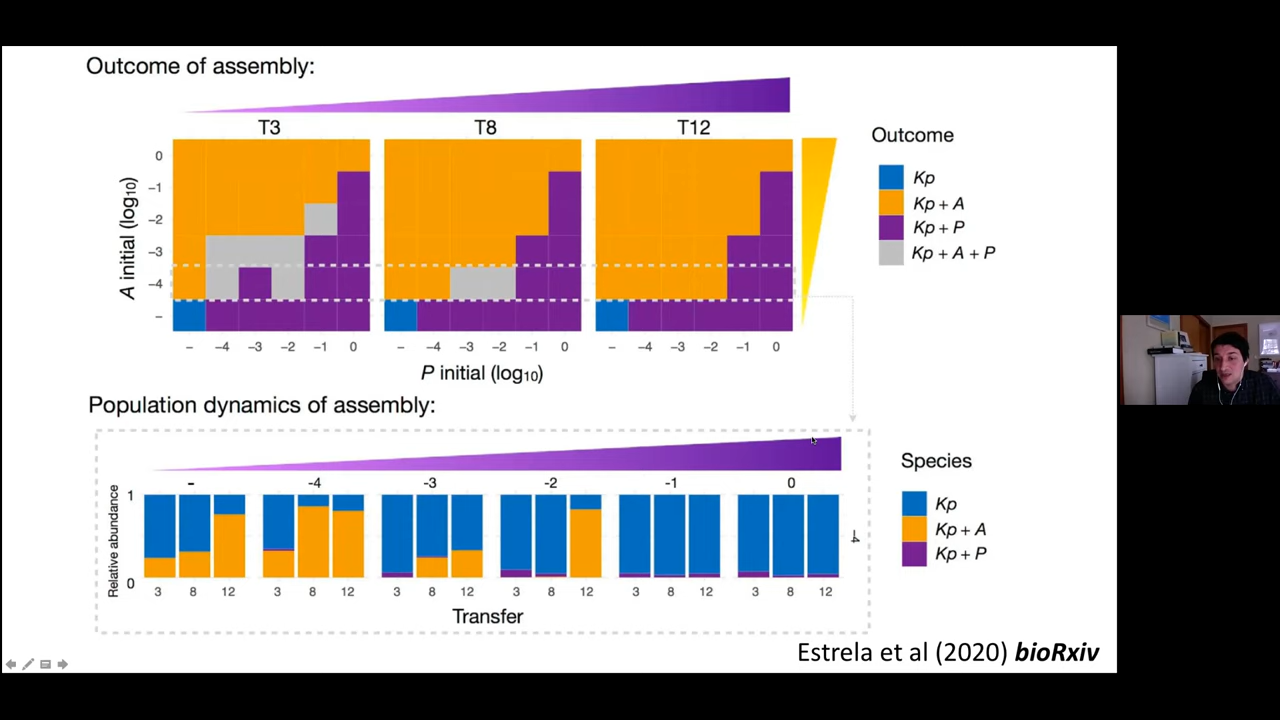 Outcome of assembly:
T3 T8 T12
A initial (log10)
0
−1
−2
−3
−4
–
– −4 −3 −2 −1 0 – −4 −3 −2 −1 0 – −4 −3 −2 −1 0
P initial (log10)
Outcome
Kp
Kp + A
Kp + P
Kp + A + P
Population dynamics of assembly:
- -4 -3 -2 -1 0
Relative abundance
1
0
-4
3 8 12 3 8 12 3 8 12 3 8 12 3 8 12 3 8 12
Transfer
Species
Kp
Kp + A
Kp + P
Estrela et al (2020) bioRxiv